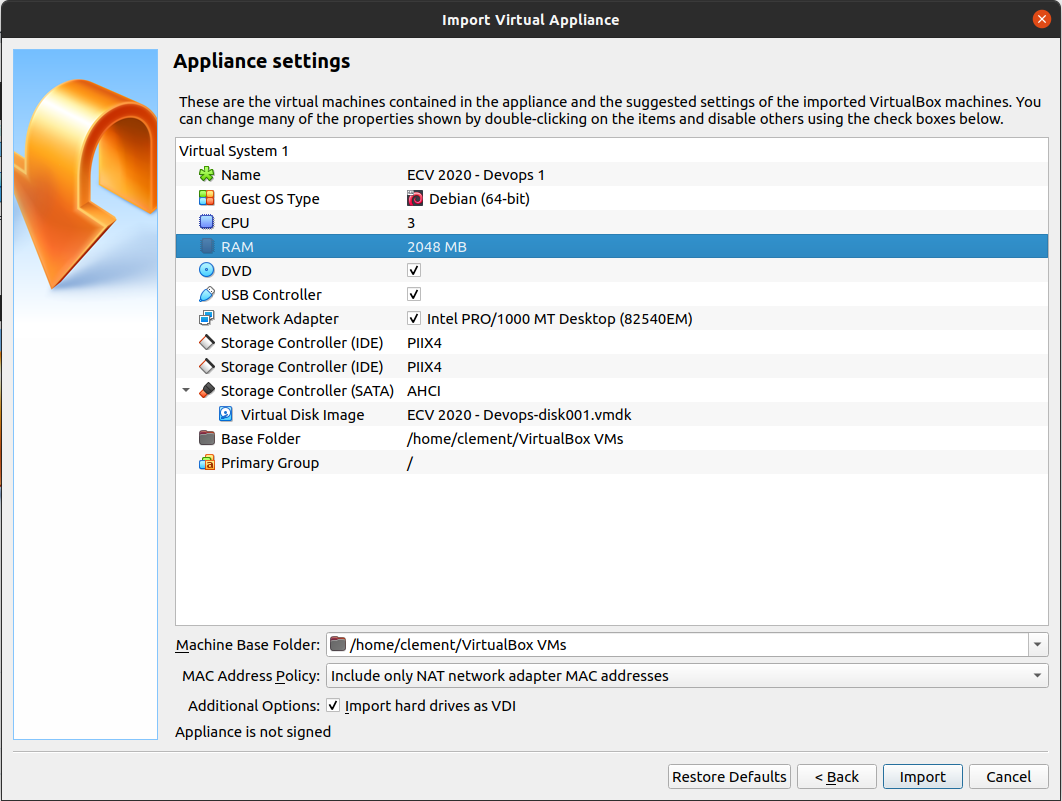 Import Virtual Appliance
Appliance settings
These are the virtual machines contained in the appliance and the suggested settings of the imported VirtualBox machines. You
can change many of the properties shown by double-clicking on the items and disable others using the check boxes below.
Virtual System 1
Name ECV 2020 - Devops 1
Guest OS Type Debian (64-bit)
CPU 3
RAM 2048 MB
DVD
USB Controller
Network Adapter Intel PRO/1000 MT Desktop (82540EM)
Storage Controller (IDE) PIIX4
Storage Controller (IDE) PIIX4
Storage Controller (SATA) AHCI
Virtual Disk Image ECV 2020 - Devops-disk001.vmdk
Base Folder /home/clement/VirtualBox VMs
Primary Group /
Machine Base Folder: /home/clement/VirtualBox VMs
MAC Address Policy: Include only NAT network adapter MAC addresses
Additional Options: Import hard drives as VDI
Appliance is not signed
Restore Defaults < Back Import Cancel